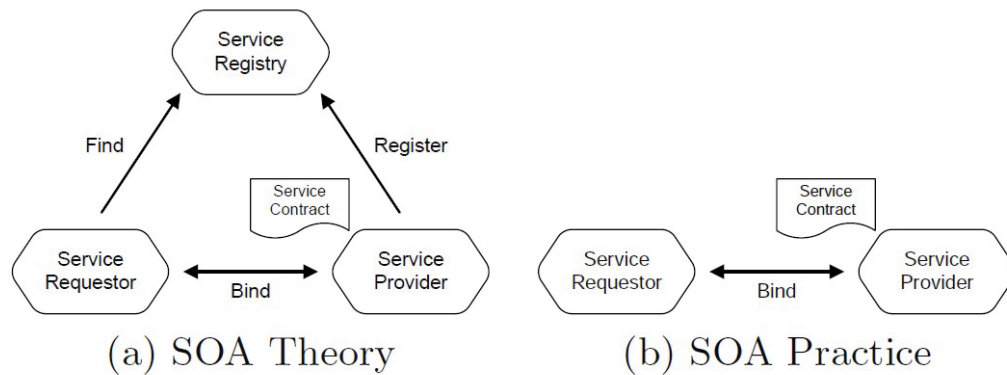 Service
Registry
Find
Register
Service
Contract
Service
Requestor
Bind
Service
Provider
(a) SOA Theory
Service
Contract
Service
Requestor
Bind
Service
Provider
(b) SOA Practice